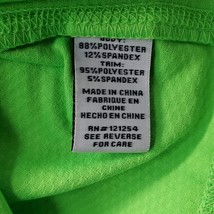 BODY:
88%POLYESTER
12%SPANDEX
TRIM:
95%POLYESTER
5%SPANDEX
MADE IN CHINA
FABRIQUE EN
CHINE
HECHO EN CHINE
RN#121254
SEE REVERSE
FOR CARE